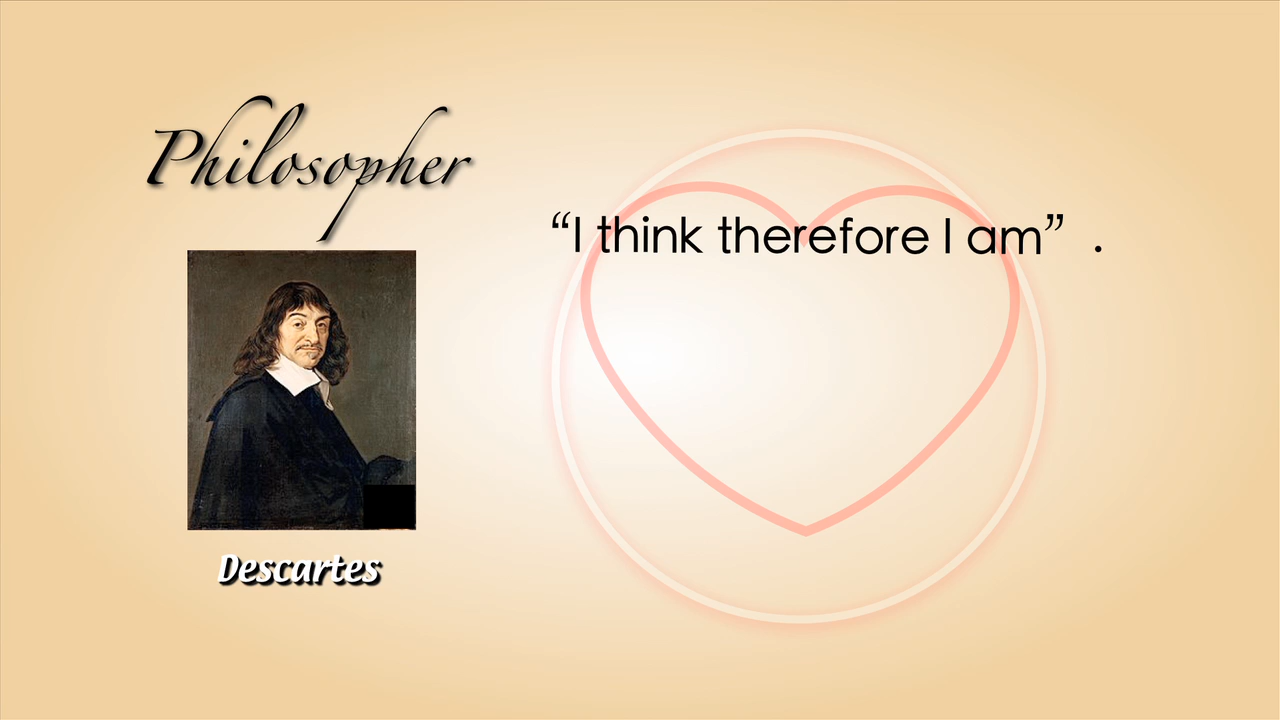 Philosopher
“I think therefore I am” .
Descartes